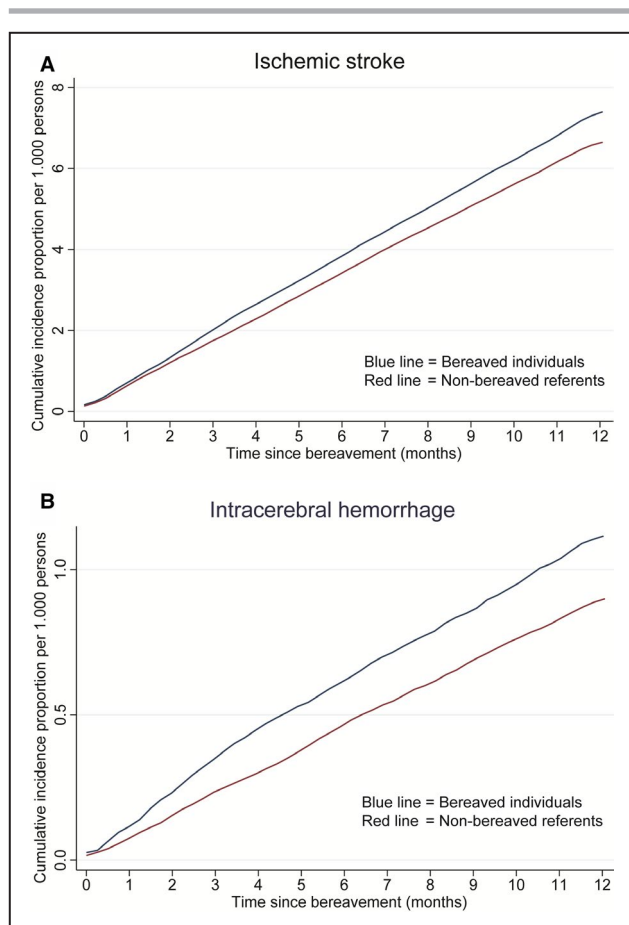 A
Ischemic stroke
Cumulative incidence proportion per 1.000 persons
8
6
4
2
0
Blue line = Bereaved individuals
Red line = Non-bereaved referents
0 1 2 3 4 5 6 7 8 9 10 11 12
Time since bereavement (months)
B
Intracerebral hemorrhage
Cumulative incidence proportion per 1.000 persons
1.0
0.5
0.0
Blue line = Bereaved individuals
Red line = Non-bereaved referents
0 1 2 3 4 5 6 7 8 9 10 11 12
Time since bereavement (months)